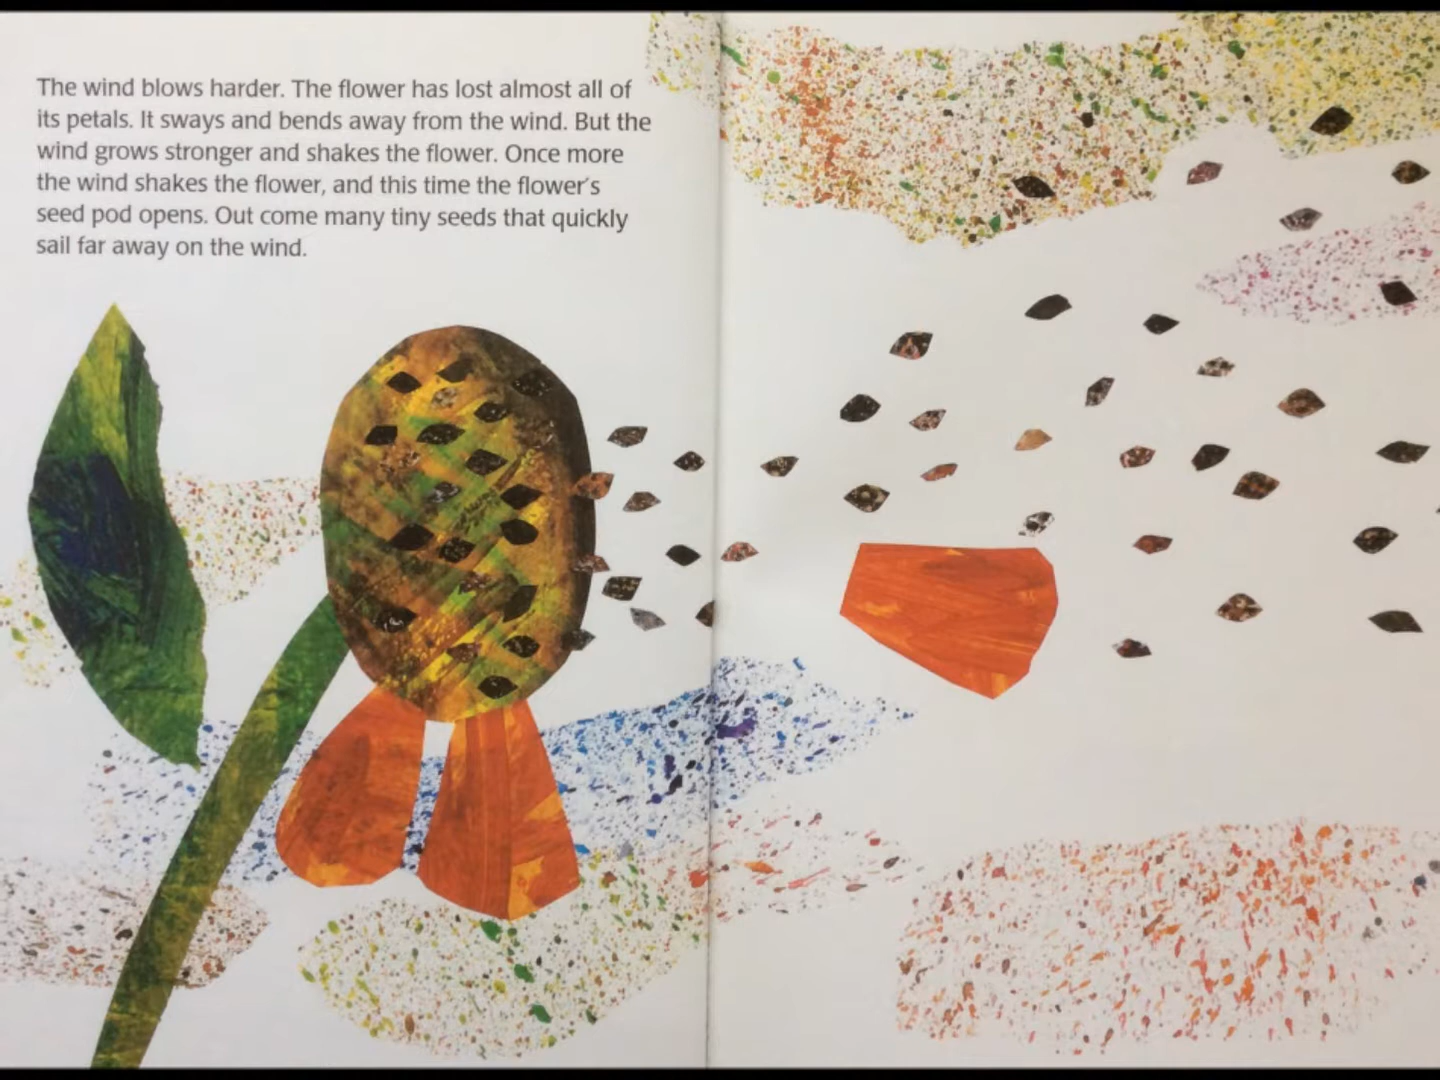 The wind blows harder. The flower has lost almost all of
its petals. It sways and bends away from the wind. But the
wind grows stronger and shakes the flower. Once more
the wind shakes the flower, and this time the flower's
seed pod opens. Out come many tiny seeds that quickly
sail far away on the wind.